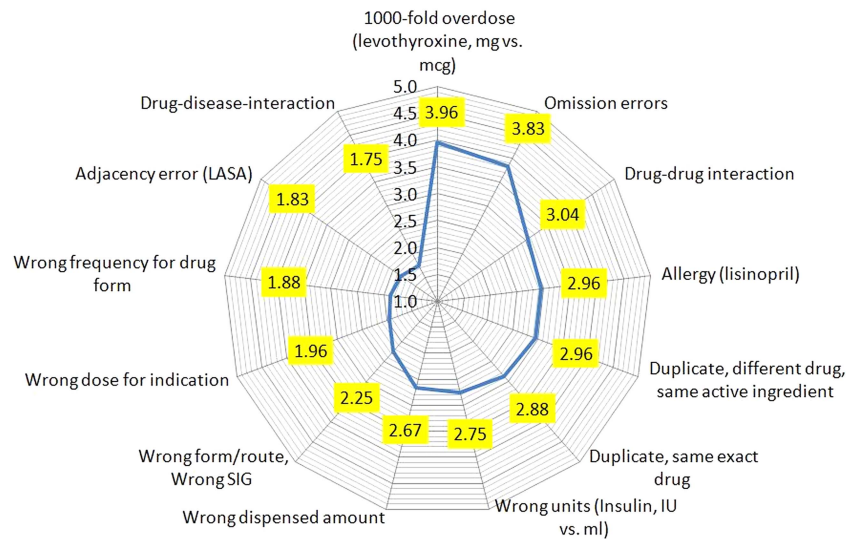 1000-fold overdose
(levothyroxine, mg vs.
mcg)
Drug-disease-interaction
5.0
Omission errors
4.5
3.96
3.83
4.0
1.75
3.5
Adjacency error (LASA)
Drug-drug interaction
1.83
3.0
3.04
2.5
2.0
Wrong frequency for drug
form
1.88
1.5
2.96
Allergy (lisinopril)
1.0
1.96
2.96
Wrong dose for indication
Duplicate, different drug,
same active ingredient
2.25
2.88
2.67
2.75
Wrong form/route,
Wrong SIG
Duplicate, same exact
drug
Wrong dispensed amount
Wrong units (Insulin, IU
vs. ml)